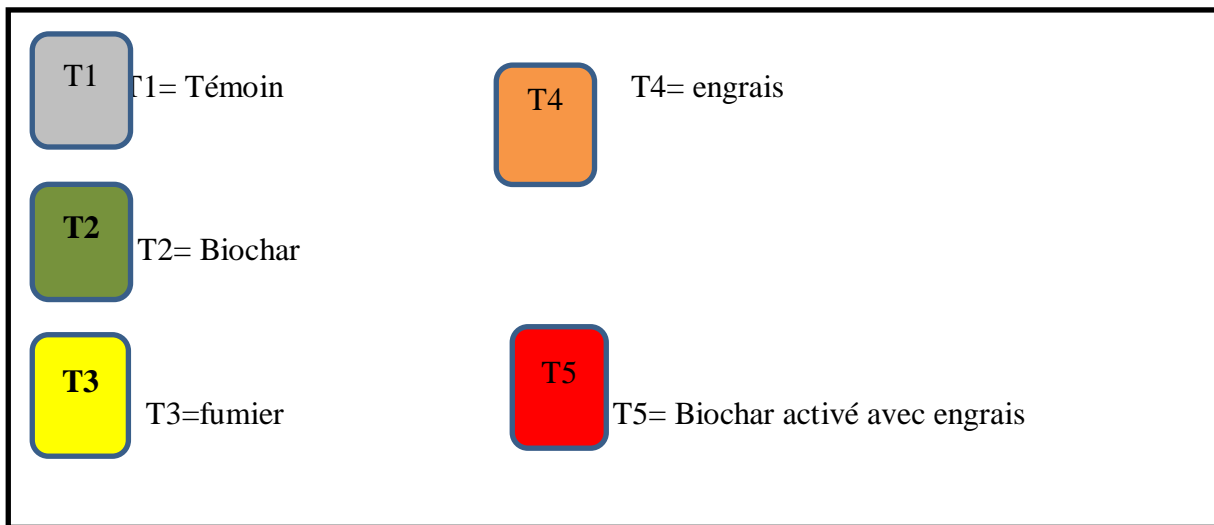 T1
T1= Témoin
T4
T4= engrais
T2
T2= Biochar
T3
T3=fumier
T5
T5= Biochar activé avec engrais